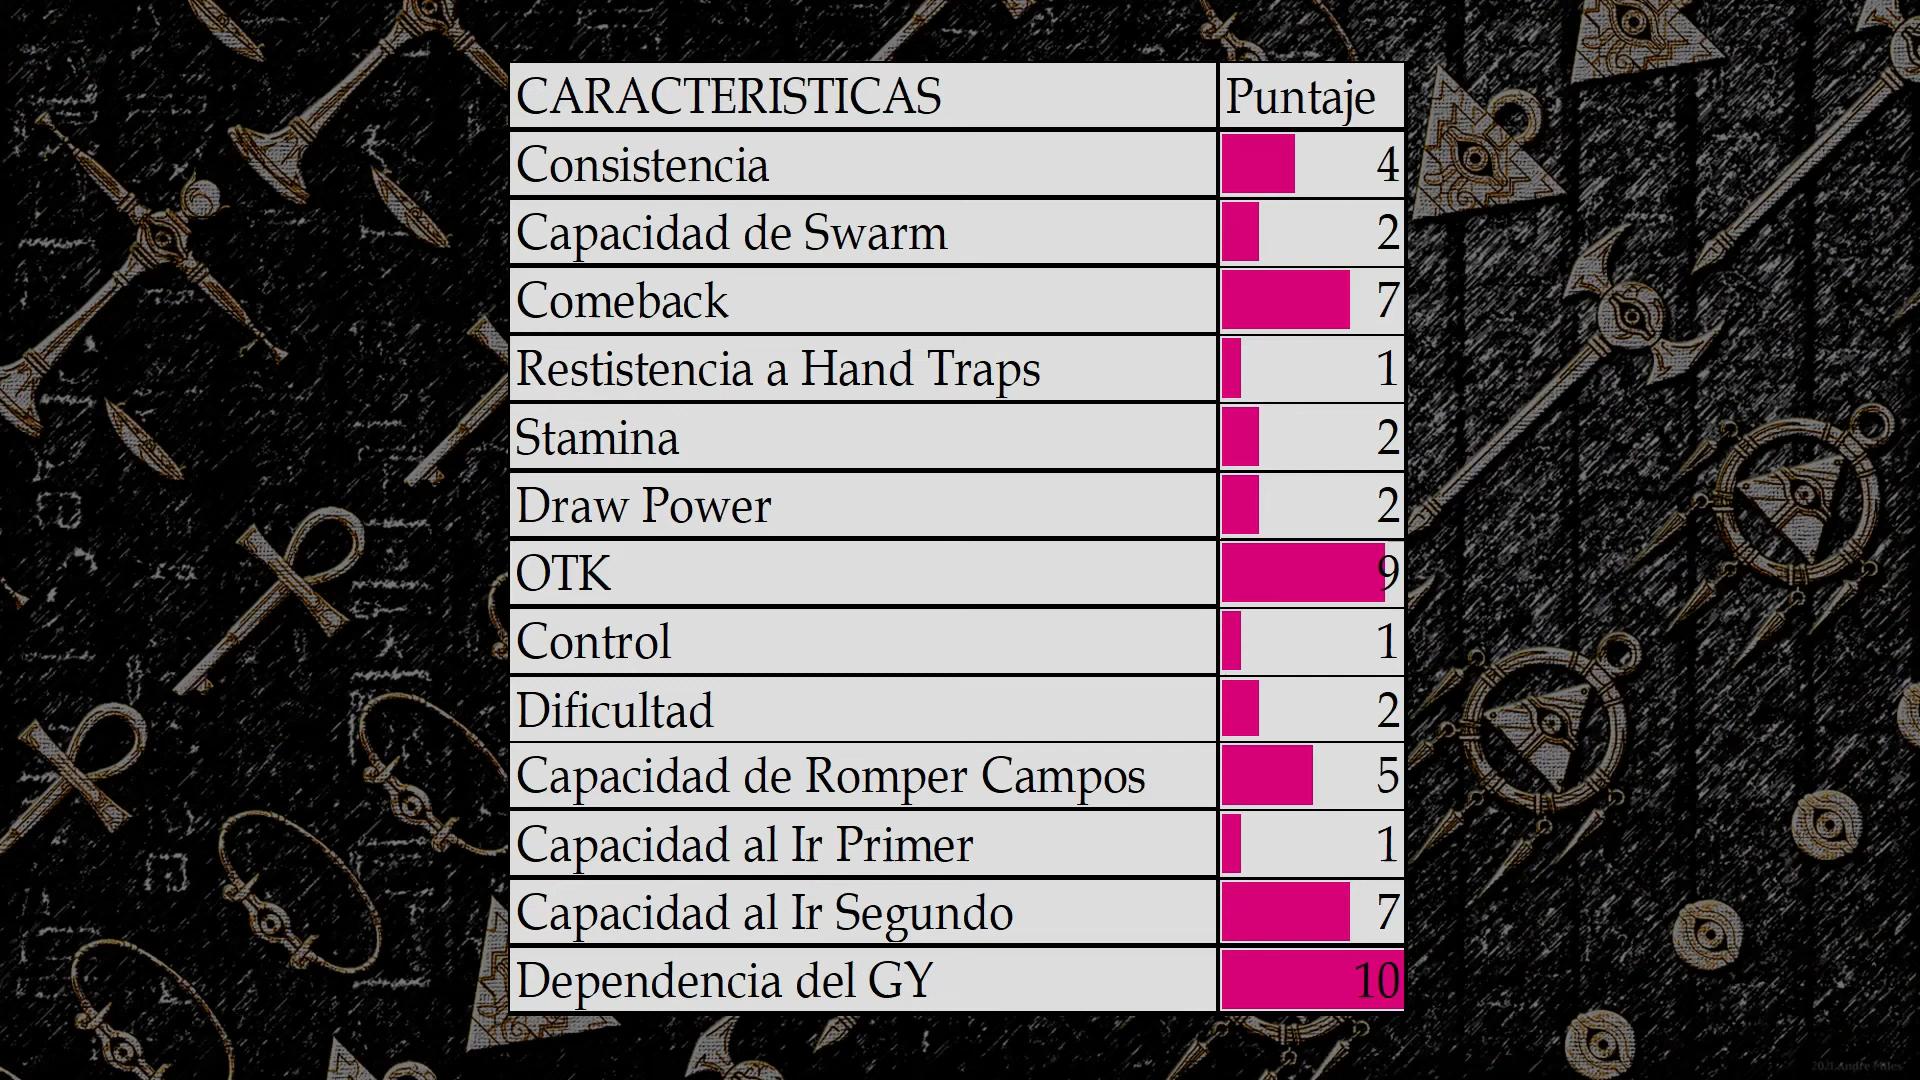 CARACTERISTICAS Puntaje
Consistencia 4
Capacidad de Swarm 2
Comeback 7
Restistencia a Hand Traps 1
Stamina 2
Draw Power 2
OTK 9
Control 1
Dificultad 2
Capacidad de Romper Campos 5
Capacidad al Ir Primer 1
Capacidad al Ir Segundo 7
Dependencia del GY 10